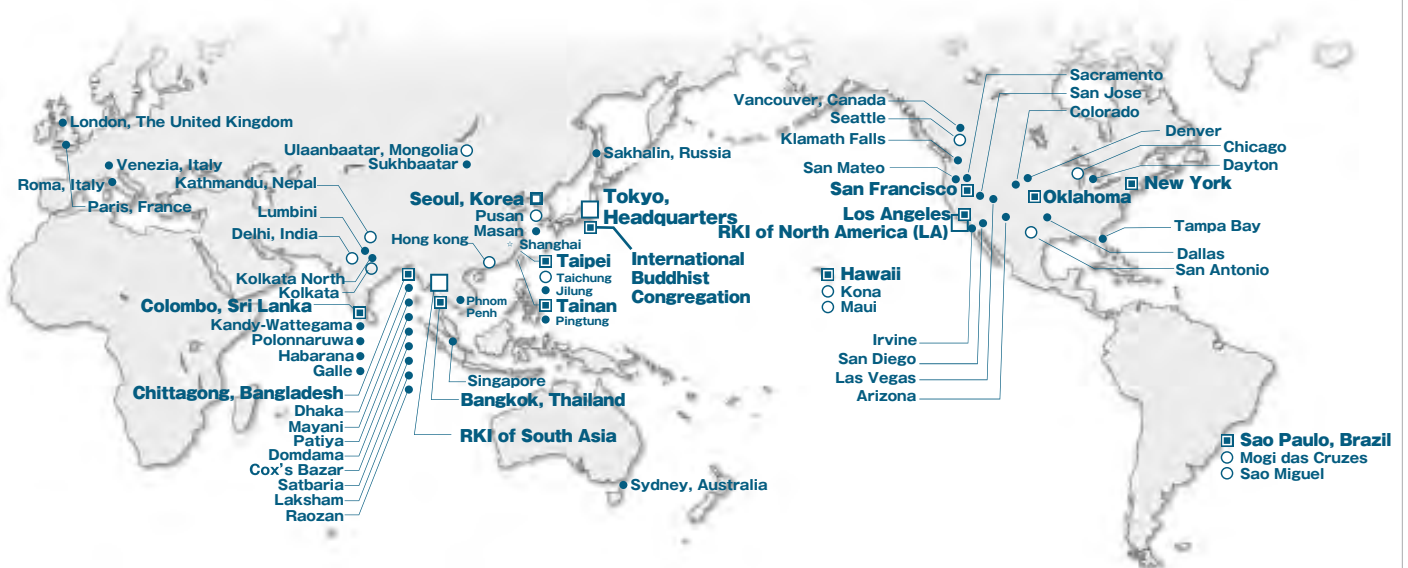 London, The United Kingdom
Venezia, Italy
Roma, Italy
Paris, France
Ulaanbaatar, Mongolia
Sukhbaatar
Sakhalin, Russia
Kathmandu, Nepal
Lumbini
Delhi, India
Kolkata North
Kolkata
Colombo, Sri Lanka
Kandy-Wattegama
Polonnaruwa
Habarana
Galle
Chittagong, Bangladesh
Dhaka
Mayani
Patiya
Domdama
Cox's Bazar
Satbaria
Laksham
Raozan
Seoul, Korea
Pusan
Masan
Hong kong
Shanghai
Tokyo,
Headquarters
International
Buddhist
Congregation
Taipei
Taichung
Jilung
Tainan
Pingtung
Phnom
Penh
Singapore
Bangkok, Thailand
RKI of South Asia
Sydney, Australia
Vancouver, Canada
Seattle
Klamath Falls
San Mateo
San Francisco
Los Angeles
RKI of North America (LA)
Hawaii
Kona
Maui
Irvine
San Diego
Las Vegas
Arizona
Sacramento
San Jose
Colorado
Denver
Chicago
Dayton
New York
Oklahoma
Tampa Bay
Dallas
San Antonio
Sao Paulo, Brazil
Mogi das Cruzes
Sao Miguel